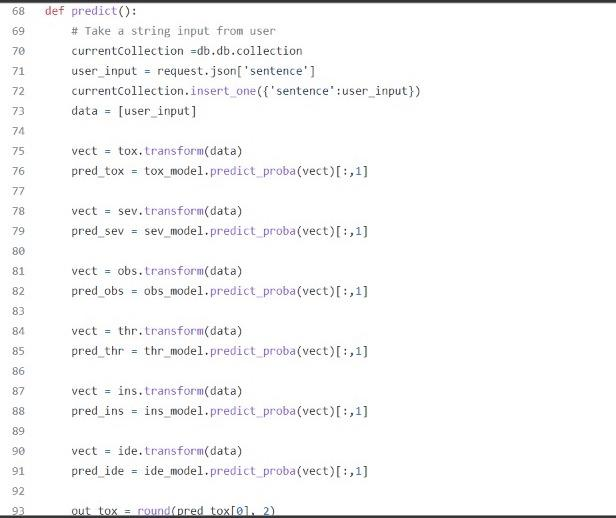 68 def predict():
69 # Take a string input from user
70 currentCollection =db.db.collection
71 user_input = request.json['sentence']
72 currentCollection.insert_one({'sentence':user_input})
73 data = [user_input]
74
75 vect = tox.transform(data)
76 pred_tox = tox_model.predict_proba(vect)[:,1]
77
78 vect = sev.transform(data)
79 pred_sev = sev_model.predict_proba(vect)[:,1]
80
81 vect = obs.transform(data)
82 pred_obs = obs_model.predict_proba(vect)[:,1]
83
84 vect = thr.transform(data)
85 pred_thr = thr_model.predict_proba(vect)[:,1]
86
87 vect = ins.transform(data)
88 pred_ins = ins_model.predict_proba(vect)[:,1]
89
90 vect = ide.transform(data)
91 pred_ide = ide_model.predict_proba(vect)[:,1]
92
93 out_tox = round(pred_tox[0], 2)